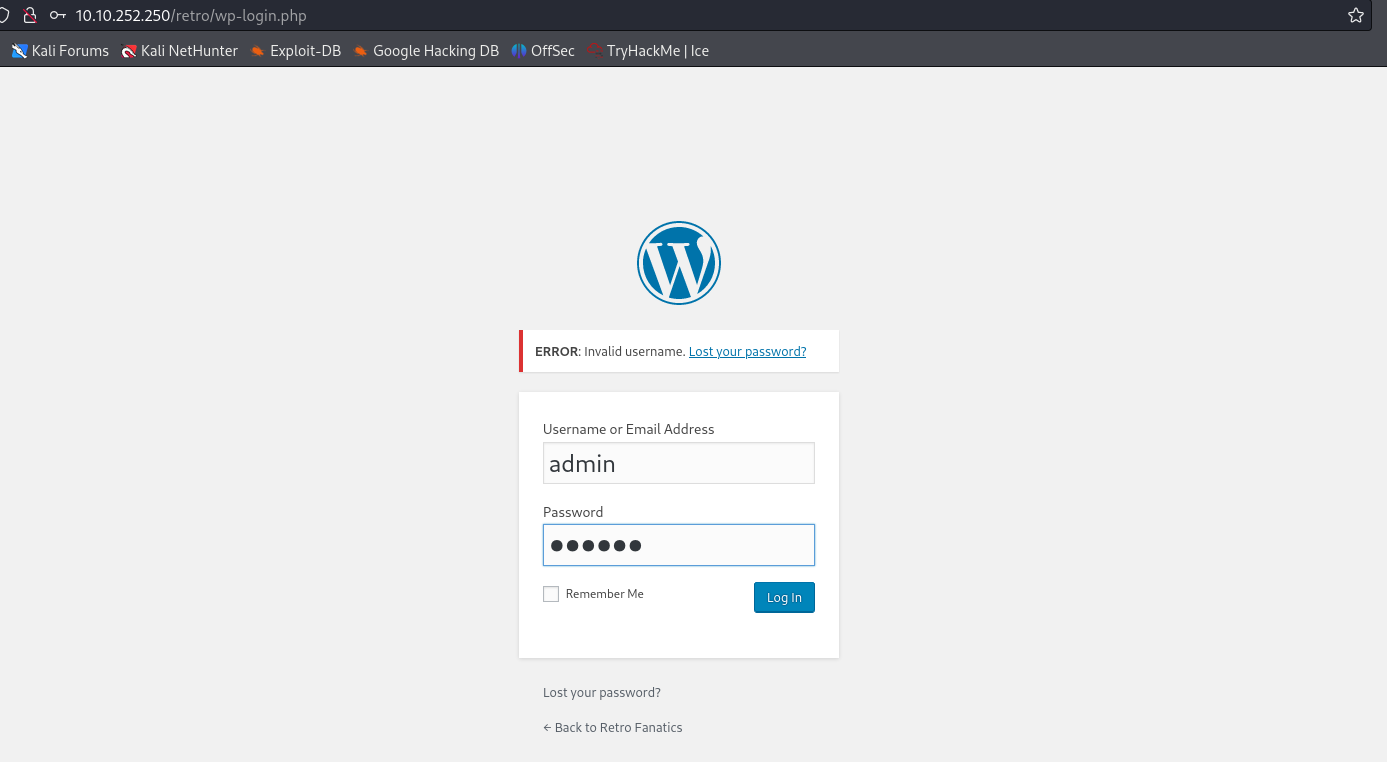 10.10.252.250/retro/wp-login.php
Kali Forums Kali NetHunter Exploit-DB Google Hacking DB OffSec TryHackMe | Ice
ERROR: Invalid username. Lost your password?
Username or Email Address
admin
Password
●●●●●●
Remember Me Log In
Lost your password?
← Back to Retro Fanatics